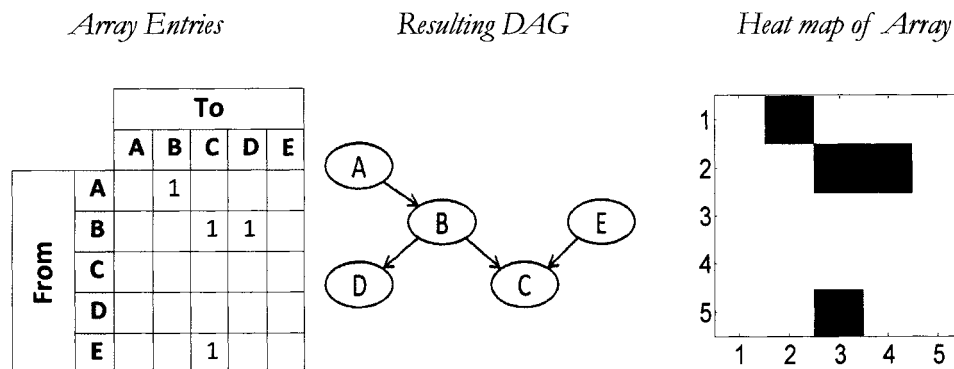 Array Entries
Resulting DAG
Heat map of Array
To
A B C D E
From
A 1
B 1 1
C
D
E 1
A
B
E
D
C
1
2
3
4
5
1 2 3 4 5